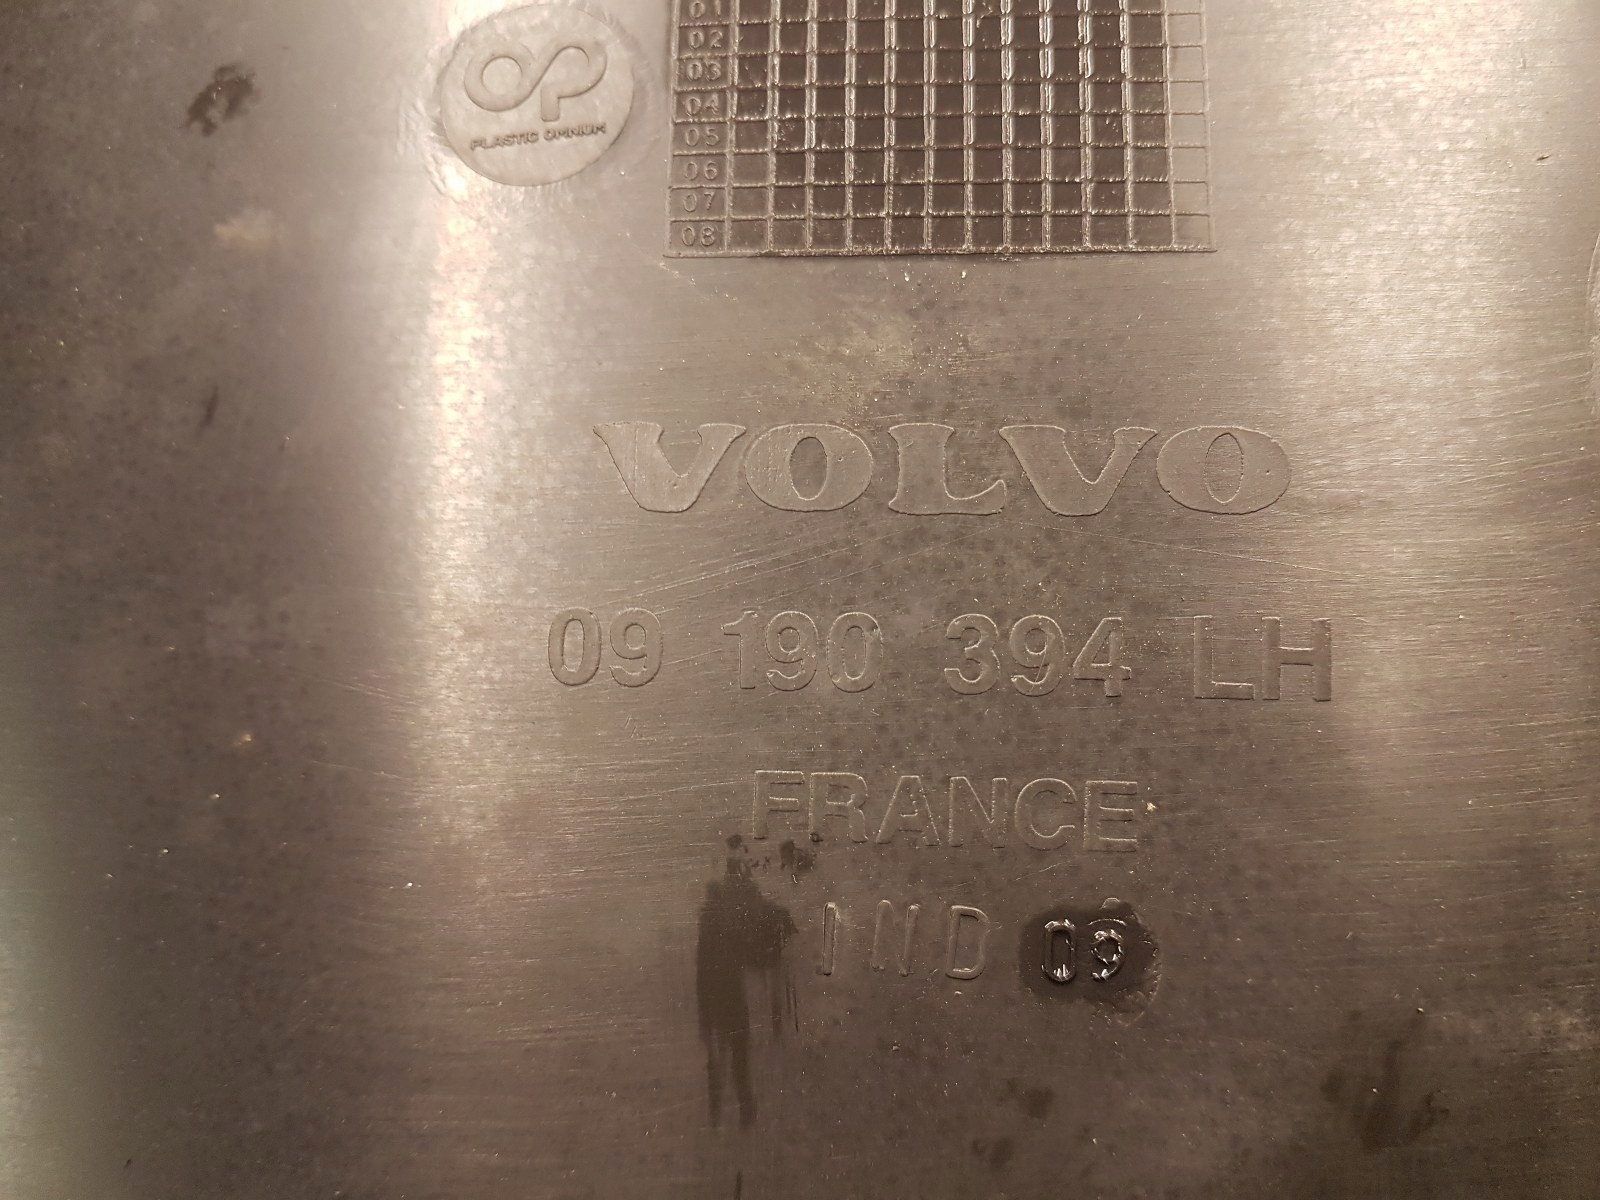 OP
PLASTIC OMNIUM
01
02
03
04
05
06
07
08
VOLVO
09 190 394 LH
FRANCE
IND 09